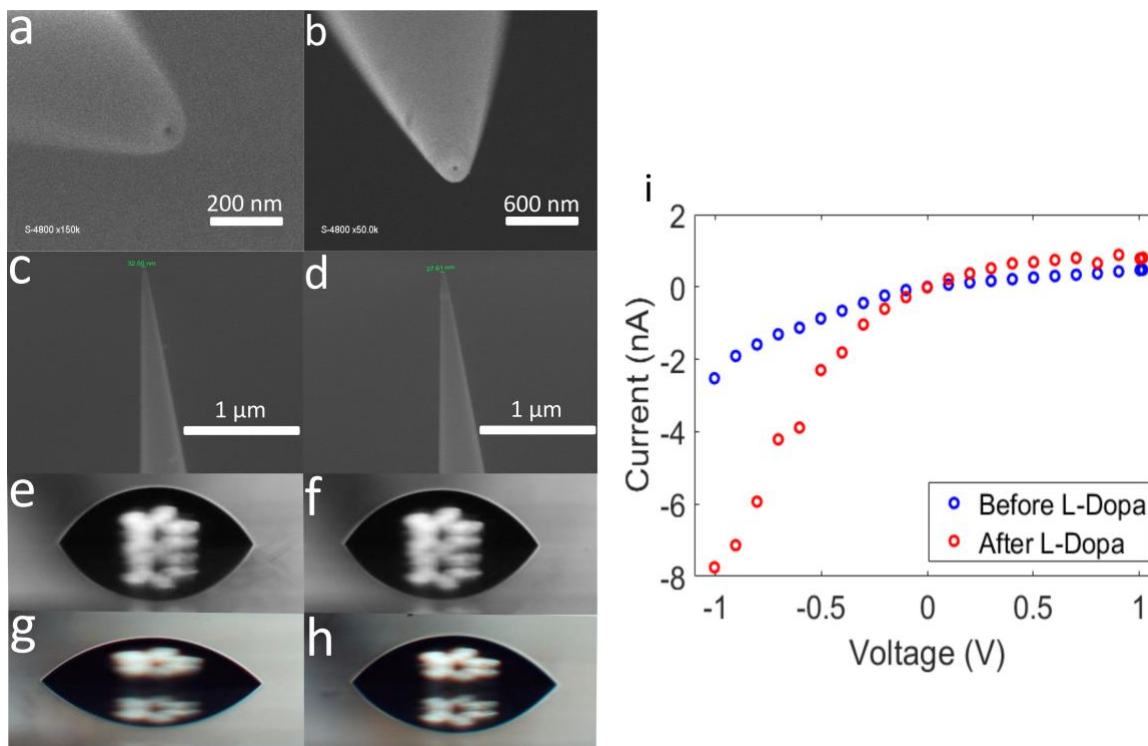 a
200 nm
S-4800 x150k
b
600 nm
S-4800 x50.0k
c
1 µm
d
1 µm
e
f
g
h
i
2
0
-2
-4
-6
-8
Current (nA)
-1
-0.5
0
0.5
1
Voltage (V)
Before L-Dopa
After L-Dopa